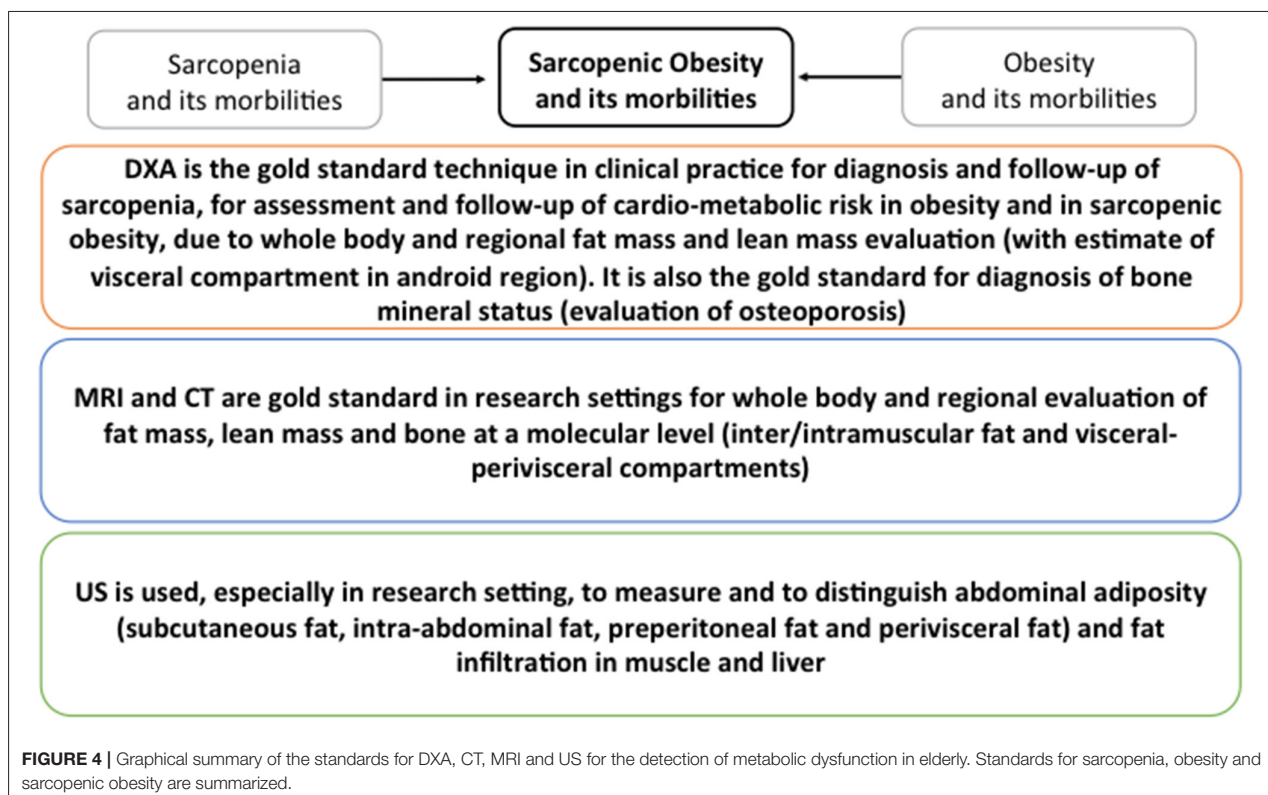 Sarcopenia
and its morbilities
Sarcopenic Obesity
and its morbilities
Obesity
and its morbilities
DXA is the gold standard technique in clinical practice for diagnosis and follow-up of
sarcopenia, for assessment and follow-up of cardio-metabolic risk in obesity and in sarcopenic
obesity, due to whole body and regional fat mass and lean mass evaluation (with estimate of
visceral compartment in android region). It is also the gold standard for diagnosis of bone
mineral status (evaluation of osteoporosis)
MRI and CT are gold standard in research settings for whole body and regional evaluation of
fat mass, lean mass and bone at a molecular level (inter/intramuscular fat and visceral-
perivisceral compartments)
US is used, especially in research setting, to measure and to distinguish abdominal adiposity
(subcutaneous fat, intra-abdominal fat, preperitoneal fat and perivisceral fat) and fat
infiltration in muscle and liver
FIGURE 4 | Graphical summary of the standards for DXA, CT, MRI and US for the detection of metabolic dysfunction in elderly. Standards for sarcopenia, obesity and
sarcopenic obesity are summarized.